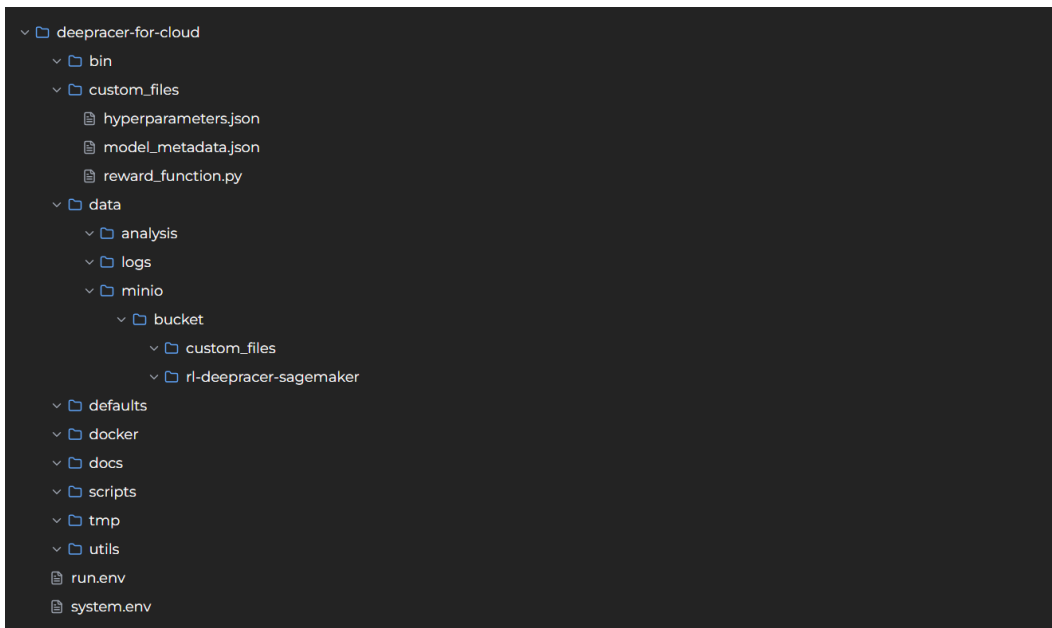 deepracer-for-cloud
bin
custom_files
hyperparameters.json
model_metadata.json
reward_function.py
data
analysis
logs
minio
bucket
custom_files
rl-deepracer-sagemaker
defaults
docker
docs
scripts
tmp
utils
run.env
system.env